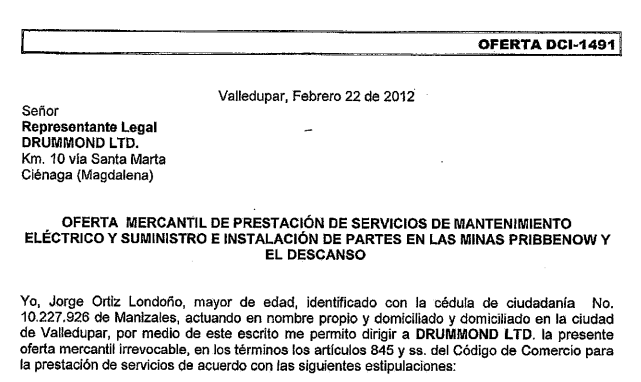 OFERTA DCI-1491
Valledupar, Febrero 22 de 2012
Señor
Representante Legal
DRUMMOND LTD.
Km. 10 vía Santa Marta
Ciénaga (Magdalena)
OFERTA MERCANTIL DE PRESTACIÓN DE SERVICIOS DE MANTENIMIENTO
ELÉCTRICO Y SUMINISTRO E INSTALACIÓN DE PARTES EN LAS MINAS PRIBBENOW Y
EL DESCANSO
Yo, Jorge Ortiz Londoño, mayor de edad, identificado con la cédula de ciudadanía No.
10.227.926 de Manizales, actuando en nombre propio y domiciliado y domiciliado en la ciudad
de Valledupar, por medio de este escrito me permito dirigir a DRUMMOND LTD. la presente
oferta mercantil irrevocable, en los términos los artículos 845 y ss. del Código de Comercio para
la prestación de servicios de acuerdo con las siguientes estipulaciones: